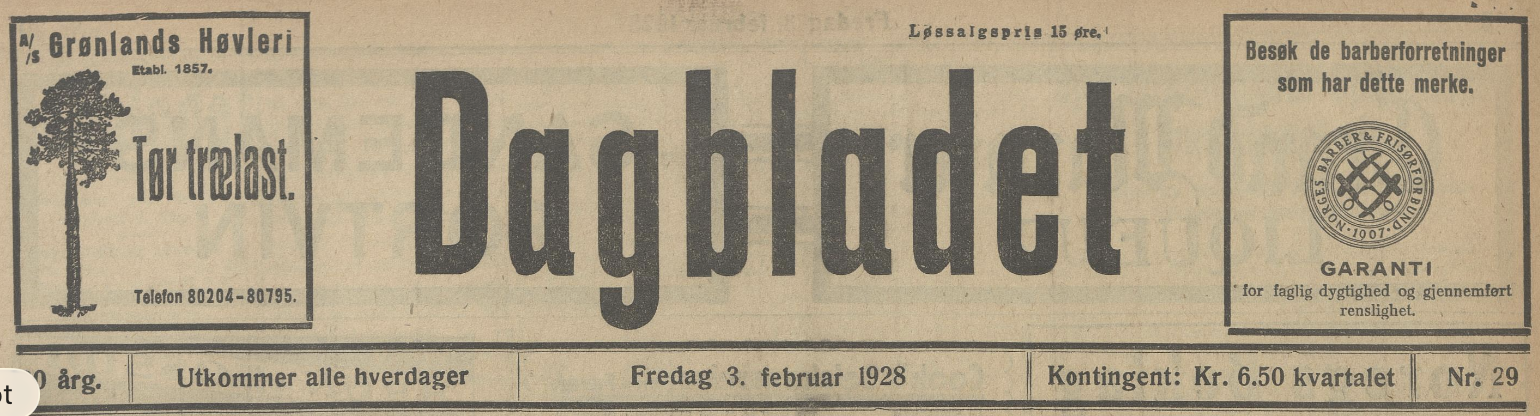 A/S Grønlands Høvleri
Etabl. 1857.
Tør trælast.
Telefon 80204-80795.
Løssalgspris 15 øre.
Dagbladet
Besøk de barberforretninger
som har dette merke.
NORGES BARBER & FRISØRFORBUND
1907
GARANTI
for faglig dygtighed og gjennemført
renslighet.
årg.
Utkommer alle hverdager
Fredag 3. februar 1928
Kontingent: Kr. 6.50 kvartalet
Nr. 29